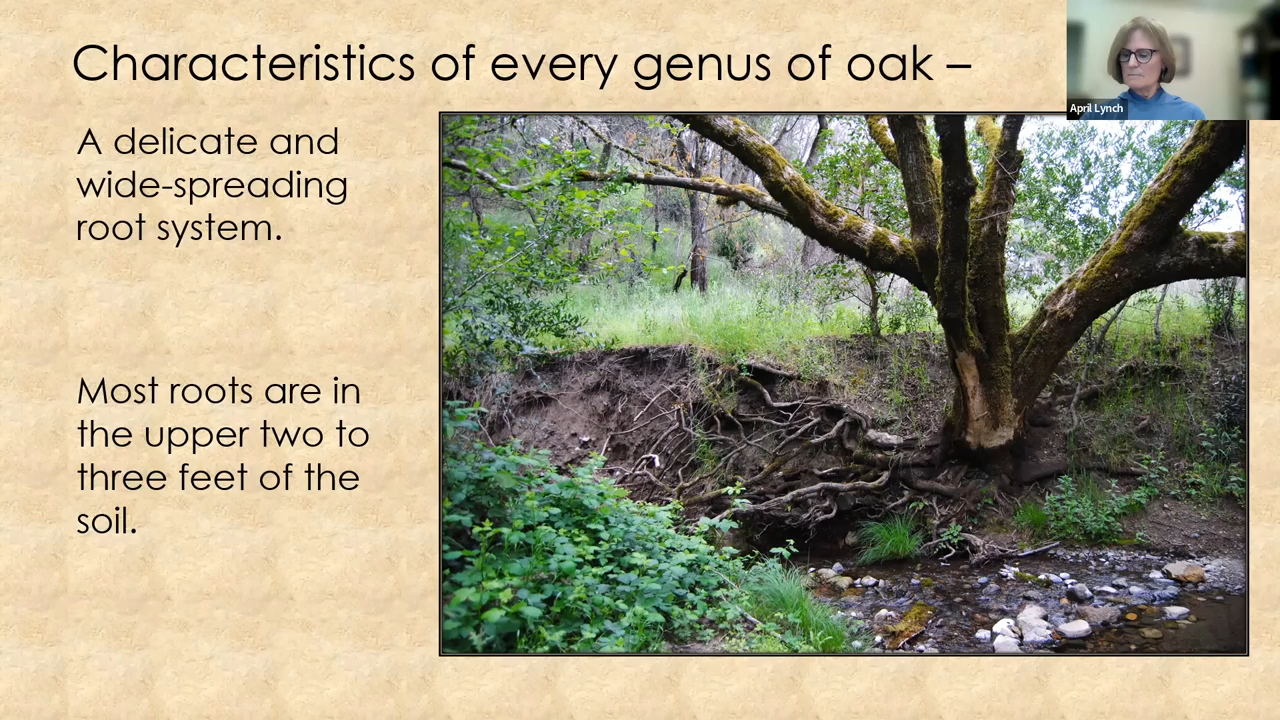 Characteristics of every genus of oak –
April Lynch
A delicate and
wide-spreading
root system.
Most roots are in
the upper two to
three feet of the
soil.